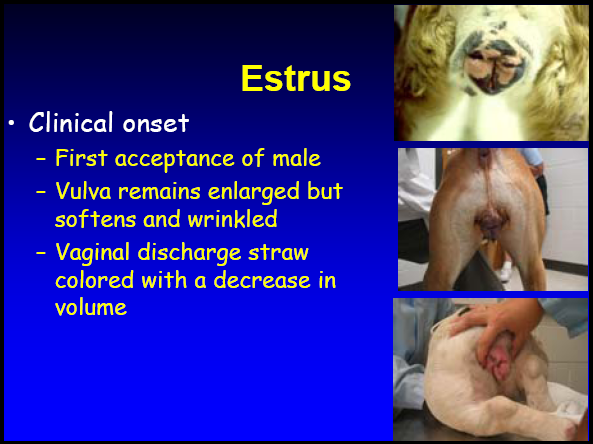 Estrus
• Clinical onset
– First acceptance of male
– Vulva remains enlarged but
softens and wrinkled
– Vaginal discharge straw
colored with a decrease in
volume